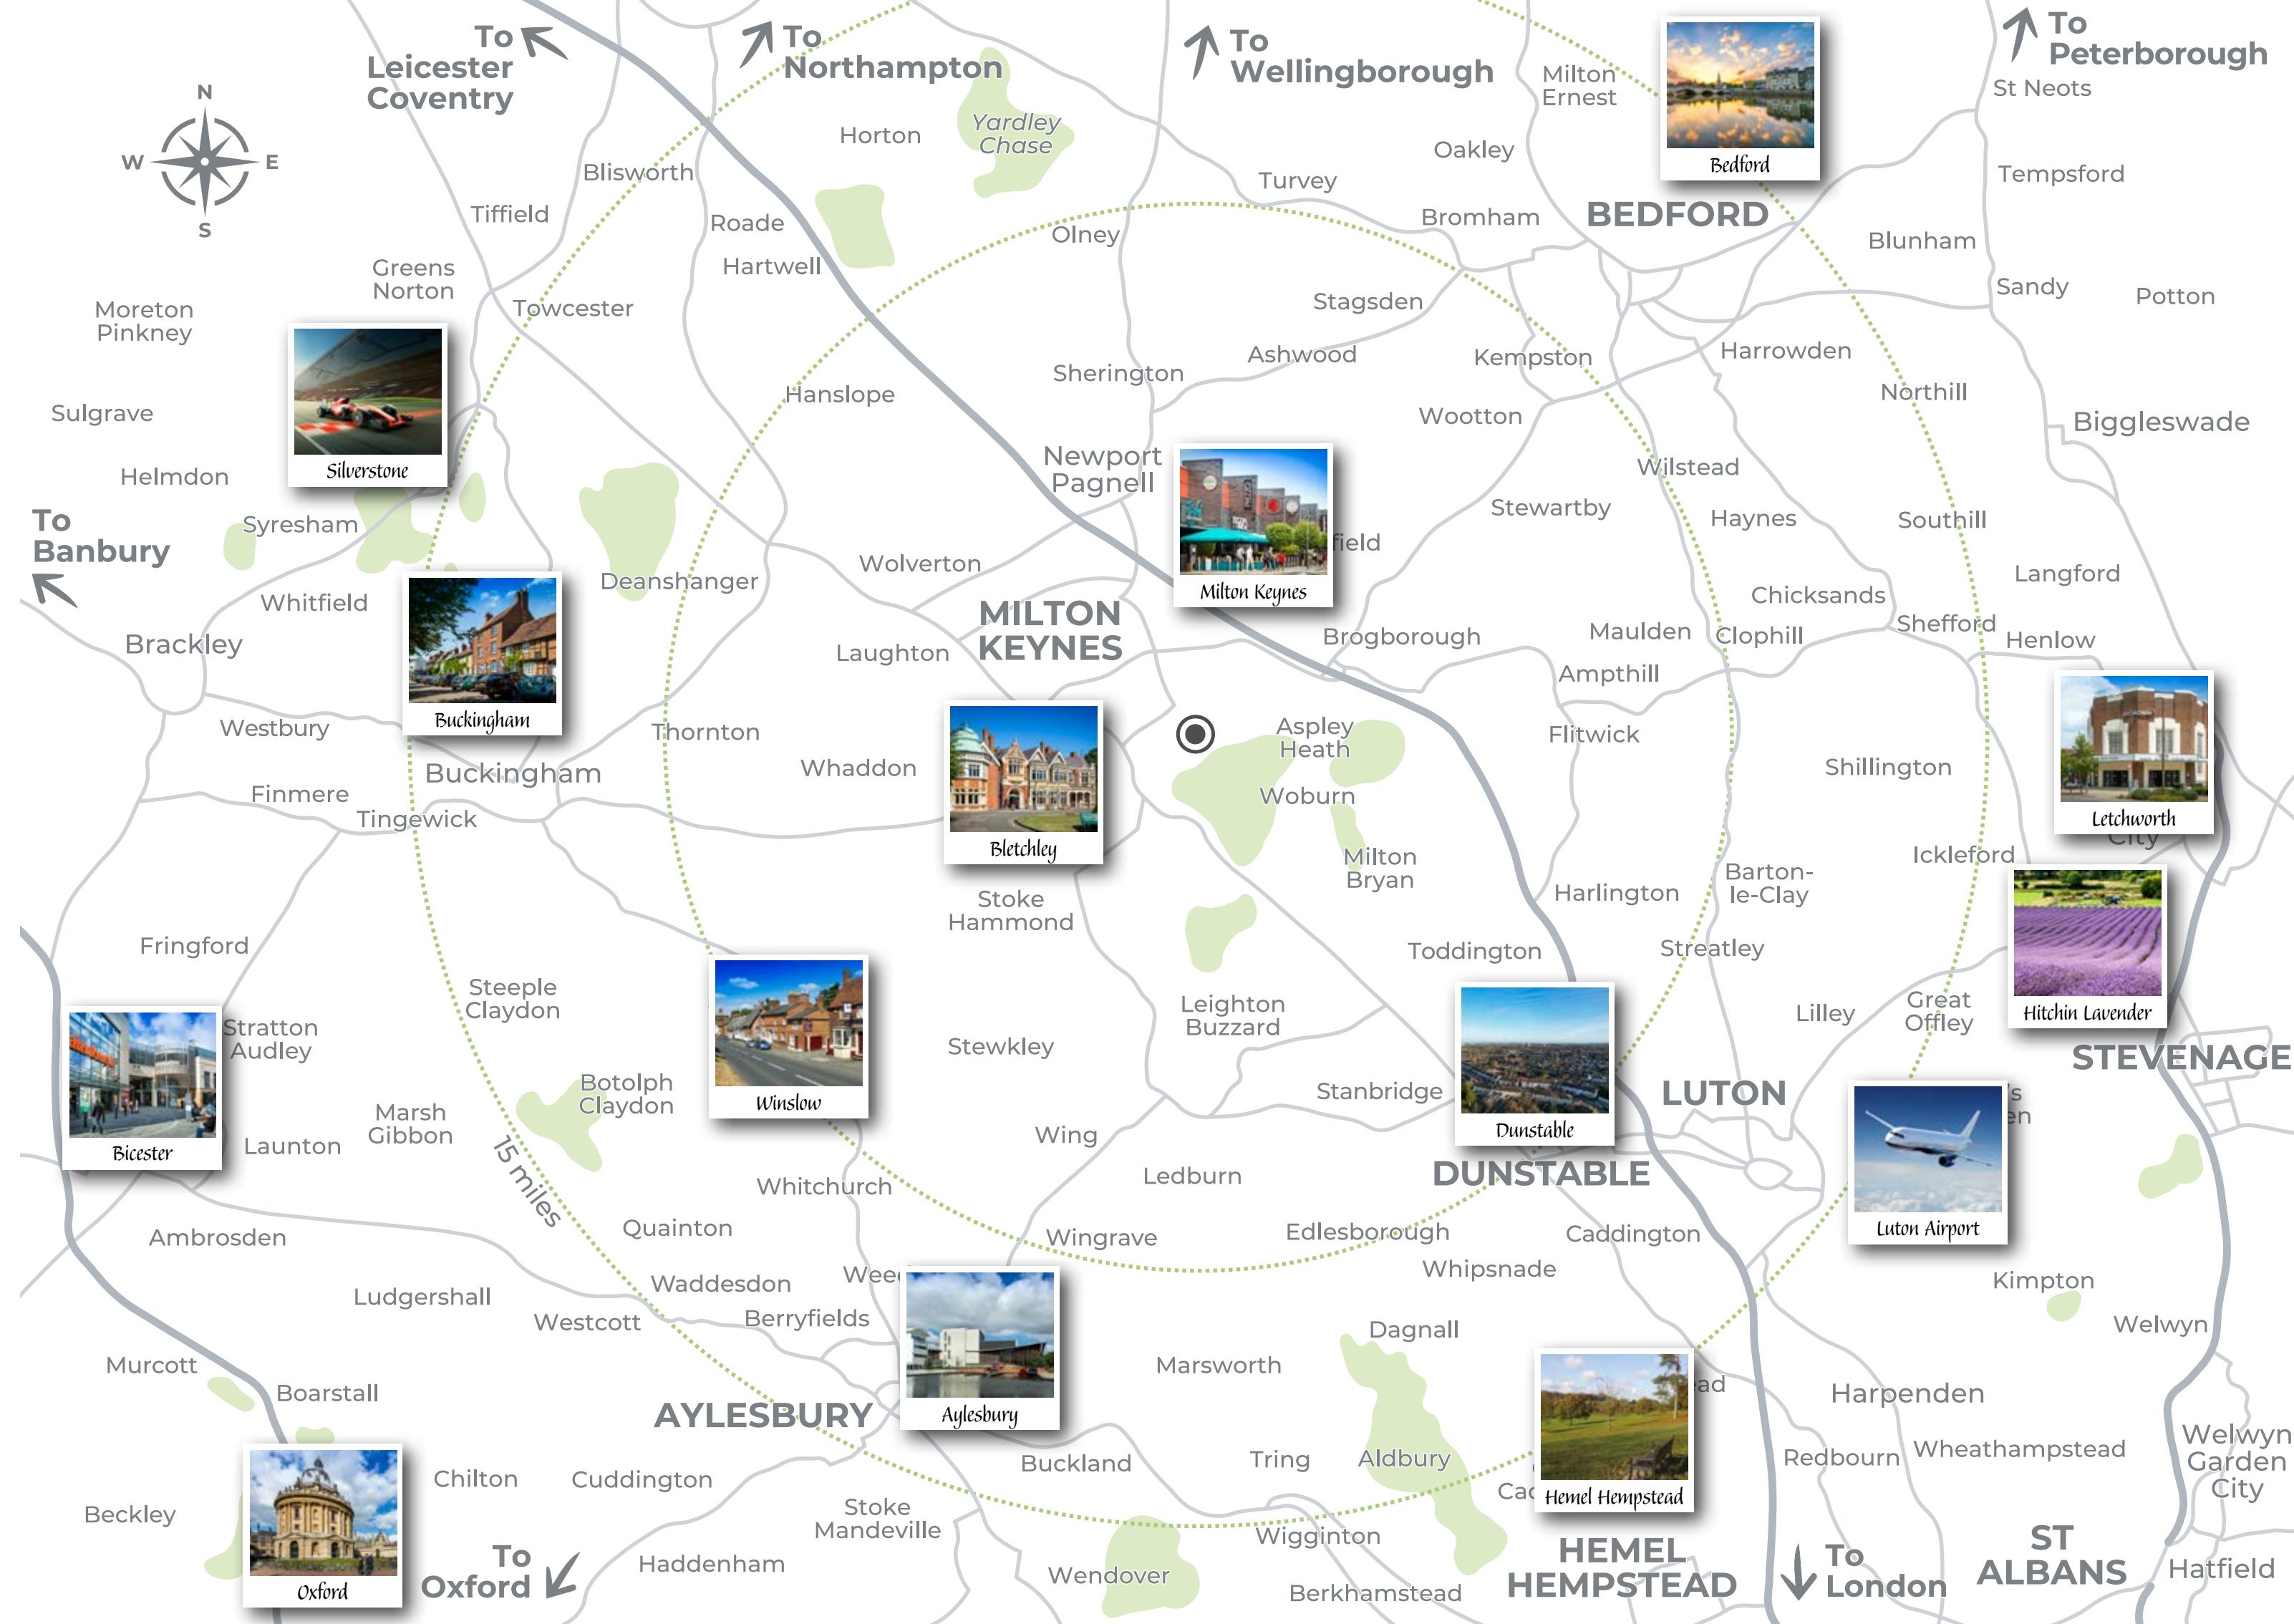 To
Leicester
Coventry
To
Northampton
To
Wellingborough
Milton
Ernest
Bedford
To
Peterborough
St Neots
N
W
E
S
Horton
Yardley
Chase
Oakley
Blisworth
Turvey
Tempsford
Tiffield
Roade
Olney
Bromham
BEDFORD
Blunham
Greens
Norton
Hartwell
Moreton
Pinkney
Towcester
Stagsden
Sandy
Potton
Silverstone
Sherington
Ashwood
Kempston
Harrowden
Hanslope
Northill
Sulgrave
Wootton
Biggleswade
Helmdon
Newport
Pagnell
Milton Keynes
field
Wilstead
Stewartby
Haynes
Southill
To
Banbury
Syresham
Wolverton
Deanshanger
Langford
Whitfield
Buckingham
MILTON
KEYNES
Chicksands
Brackley
Laughton
Brogborough
Maulden
Clophill
Shefford
Henlow
Ampthill
Westbury
Thornton
Aspley
Heath
Flitwick
Letchworth
City
Buckingham
Whaddon
Bletchley
Woburn
Shillington
Finmere
Tingewick
Milton
Bryan
Ickleford
Barton-
le-Clay
Harlington
Stoke
Hammond
Fringford
Toddington
Streatley
Hitchin Lavender
Steeple
Claydon
Winslow
Leighton
Buzzard
Lilley
Great
Offley
Stratton
Audley
Bicester
Stewkley
Dunstable
STEVENAGE
Botolph
Claydon
Stanbridge
LUTON
's
en
Marsh
Gibbon
Launton
15 miles
Wing
Luton Airport
Whitchurch
Ledburn
DUNSTABLE
Ambrosden
Quainton
Wingrave
Edlesborough
Caddington
Waddesdon
Weed
Whipsnade
Kimpton
Ludgershall
Westcott
Berryfields
Aylesbury
Dagnall
Welwyn
Murcott
Boarstall
Marsworth
Hemel Hempstead
ead
Harpenden
AYLESBURY
Oxford
Chilton
Cuddington
Buckland
Tring
Aldbury
Redbourn
Wheathampstead
Welwyn
Garden
City
Beckley
Stoke
Mandeville
Wigginton
To
Oxford
Haddenham
Wendover
Berkhamstead
HEMEL
HEMPSTEAD
To
London
ST
ALBANS
Hatfield